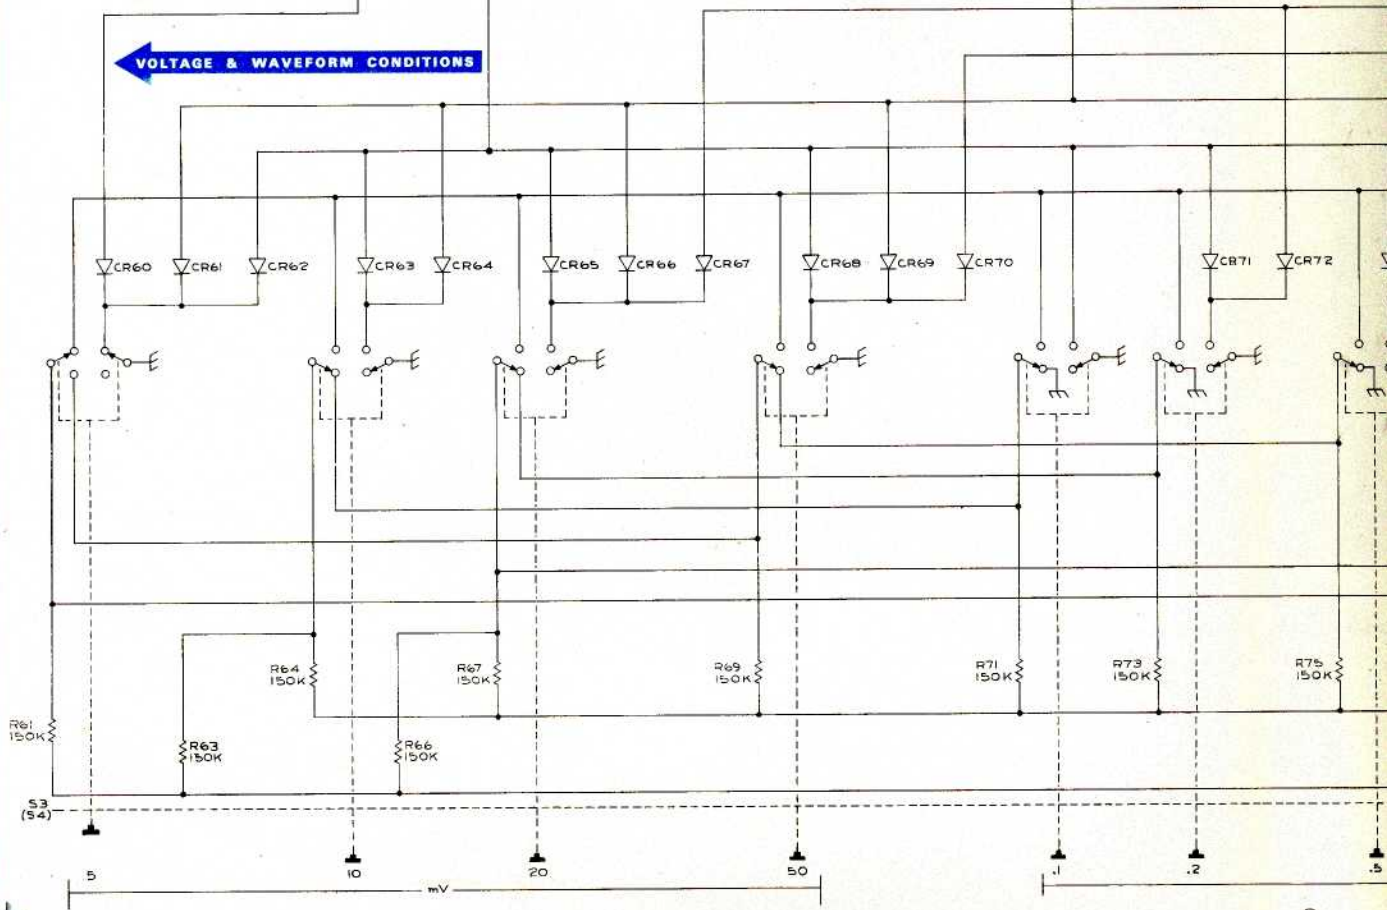 VOLTAGE & WAVEFORM CONDITIONS
CR60
CR61
CR62
CR63
CR64
CR65
CR66
CR67
CR68
CR69
CR70
CR71
CR72
R64
150K
R67
150K
R69
150K
R71
150K
R73
150K
R75
150K
R61
150K
R63
150K
R66
150K
S3
(S4)
5
10
20
50
.1
.2
.5
mV